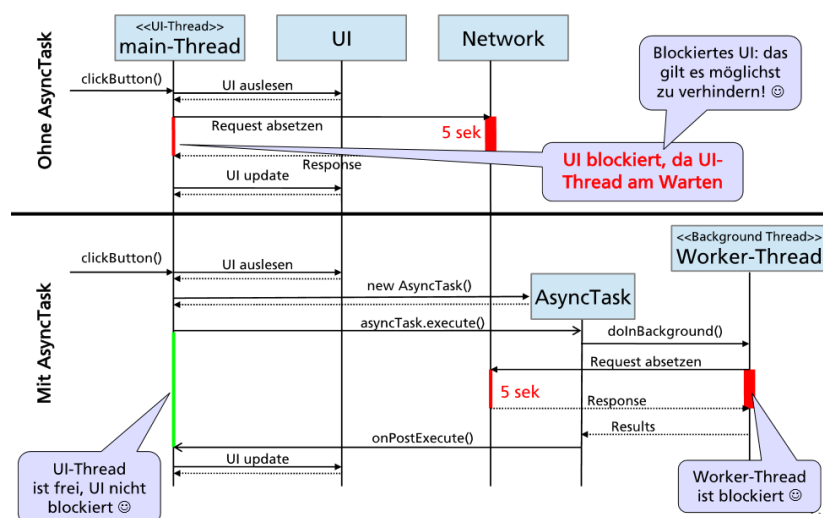 <<UI-Thread>>
main-Thread
UI
Network
Ohne AsyncTask
clickButton()
UI auslesen
Request absetzen
5 sek
Response
UI update
Blockiertes UI: das
gilt es möglichst
zu verhindern! ☺
UI blockiert, da UI-
Thread am Warten
Mit AsyncTask
<<Background Thread>>
Worker-Thread
clickButton()
UI auslesen
new AsyncTask()
AsyncTask
asyncTask.execute()
doInBackground()
Request absetzen
5 sek
Response
Results
onPostExecute()
UI update
UI-Thread
ist frei, UI nicht
blockiert ☺
Worker-Thread
ist blockiert ☺